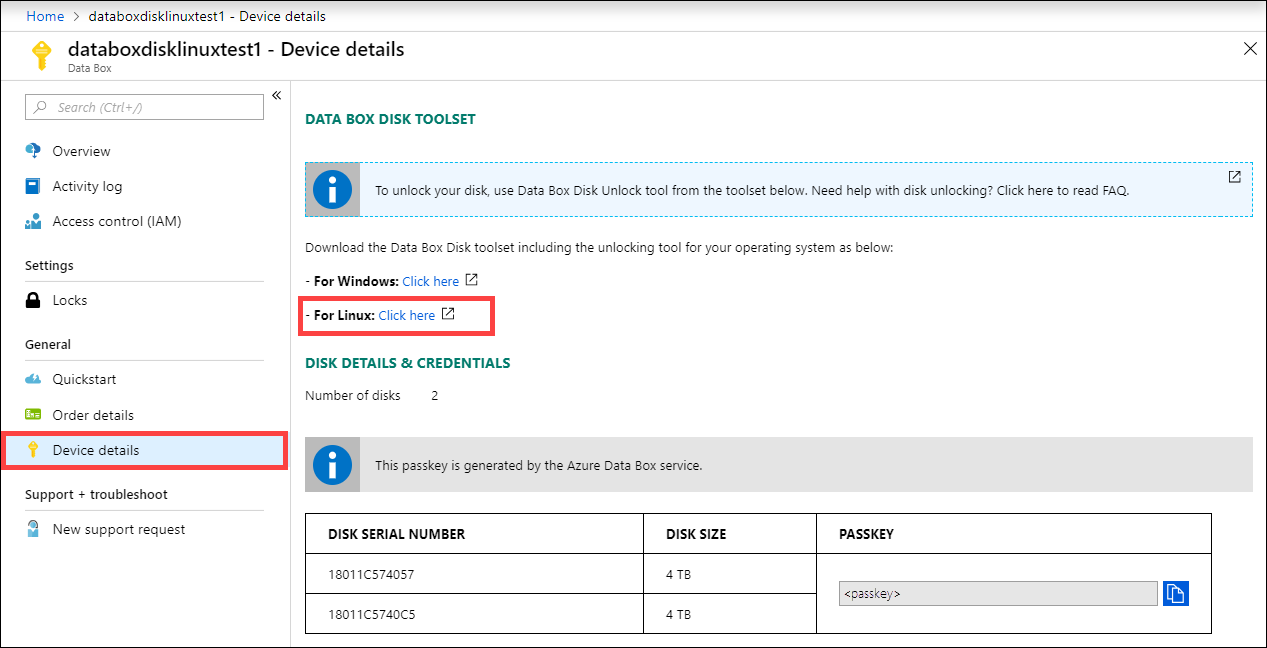 Home > databoxdisklinuxtest1 - Device details
databoxdisklinuxtest1 - Device details
Data Box
Search (Ctrl+/)
Overview
Activity log
Access control (IAM)
Settings
Locks
General
Quickstart
Order details
Device details
Support + troubleshoot
New support request
DATA BOX DISK TOOLSET
To unlock your disk, use Data Box Disk Unlock tool from the toolset below. Need help with disk unlocking? Click here to read FAQ.
Download the Data Box Disk toolset including the unlocking tool for your operating system as below:
- For Windows: Click here
- For Linux: Click here
DISK DETAILS & CREDENTIALS
Number of disks 2
This passkey is generated by the Azure Data Box service.
DISK SERIAL NUMBER DISK SIZE PASSKEY
18011C574057 4 TB
<passkey>
18011C5740C5 4 TB